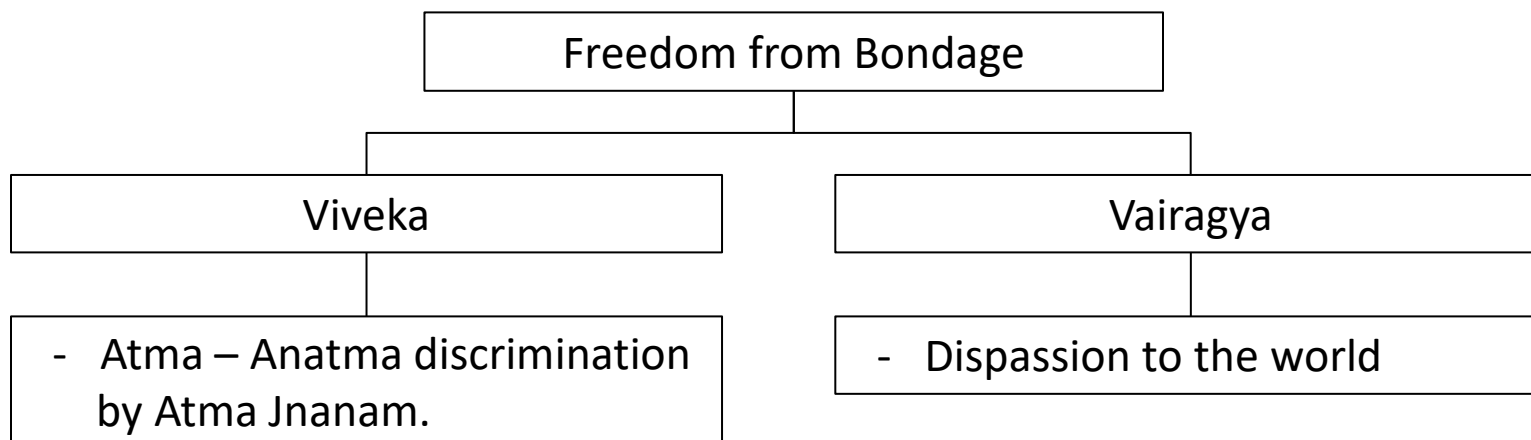 Freedom from Bondage
Viveka
Vairagya
- Atma – Anatma discrimination
by Atma Jnanam.
- Dispassion to the world